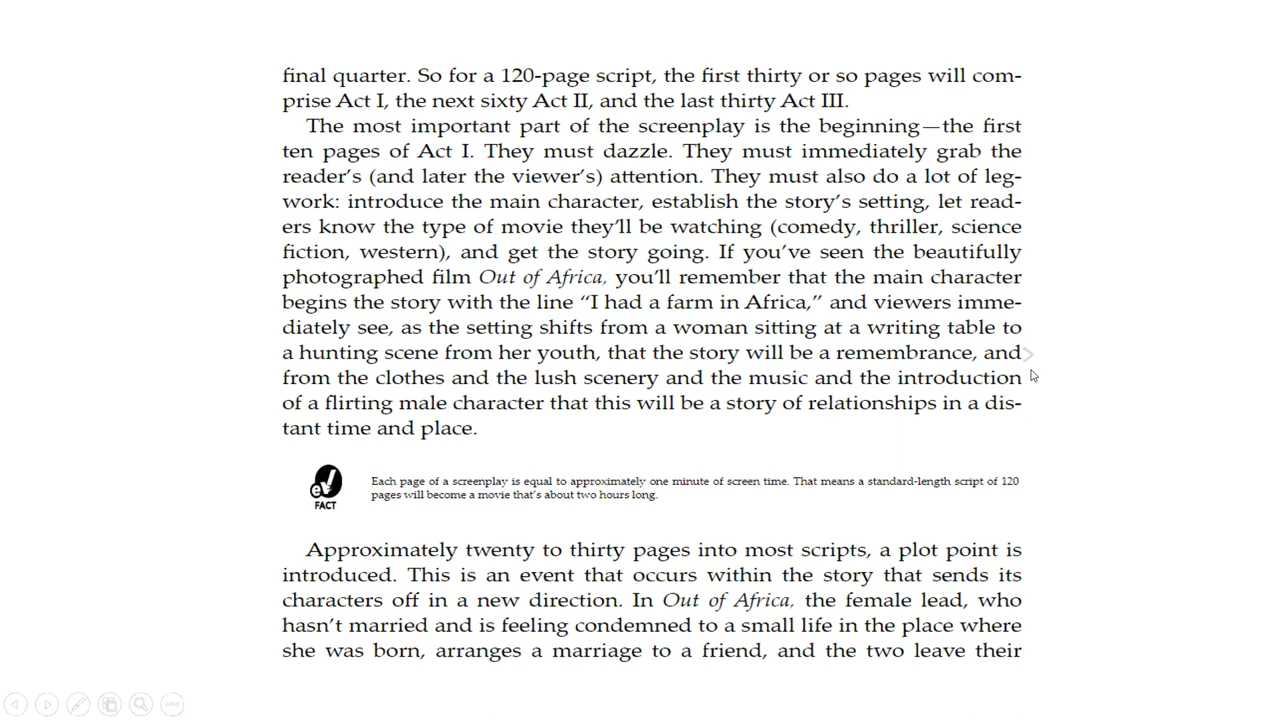 final quarter. So for a 120-page script, the first thirty or so pages will com-
prise Act I, the next sixty Act II, and the last thirty Act III.
The most important part of the screenplay is the beginning—the first
ten pages of Act I. They must dazzle. They must immediately grab the
reader’s (and later the viewer’s) attention. They must also do a lot of leg-
work: introduce the main character, establish the story’s setting, let read-
ers know the type of movie they’ll be watching (comedy, thriller, science
fiction, western), and get the story going. If you’ve seen the beautifully
photographed film Out of Africa, you’ll remember that the main character
begins the story with the line “I had a farm in Africa,” and viewers imme-
diately see, as the setting shifts from a woman sitting at a writing table to
a hunting scene from her youth, that the story will be a remembrance, and
from the clothes and the lush scenery and the music and the introduction
of a flirting male character that this will be a story of relationships in a dis-
tant time and place.
e
FACT
Each page of a screenplay is equal to approximately one minute of screen time. That means a standard-length script of 120
pages will become a movie that’s about two hours long.
Approximately twenty to thirty pages into most scripts, a plot point is
introduced. This is an event that occurs within the story that sends its
characters off in a new direction. In Out of Africa, the female lead, who
hasn’t married and is feeling condemned to a small life in the place where
she was born, arranges a marriage to a friend, and the two leave their